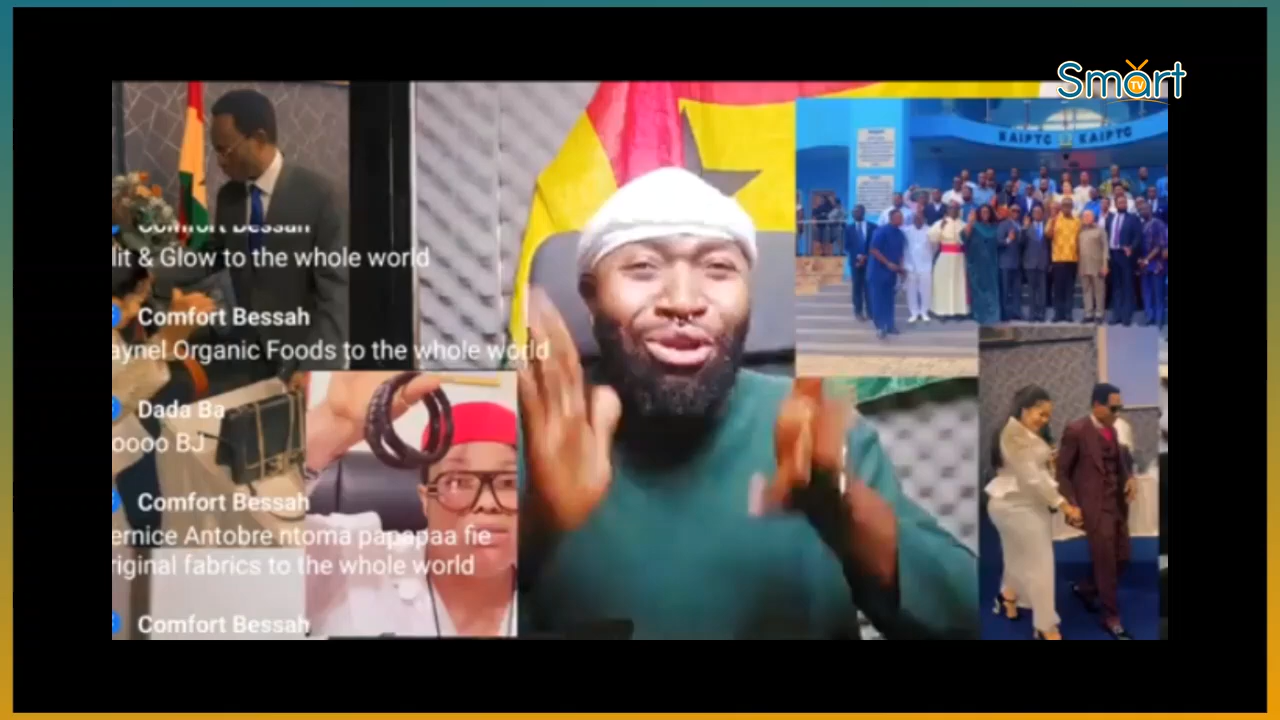 Smart
TV
KAIPTC KAIPTC
Comfort Bessah
lit & Glow to the whole world
Comfort Bessah
aynel Organic Foods to the whole world
Dada Ba
oooo BJ
Comfort Bessah
ernice Antobre ntoma papapaa fie
riginal fabrics to the whole world
Comfort Bessah